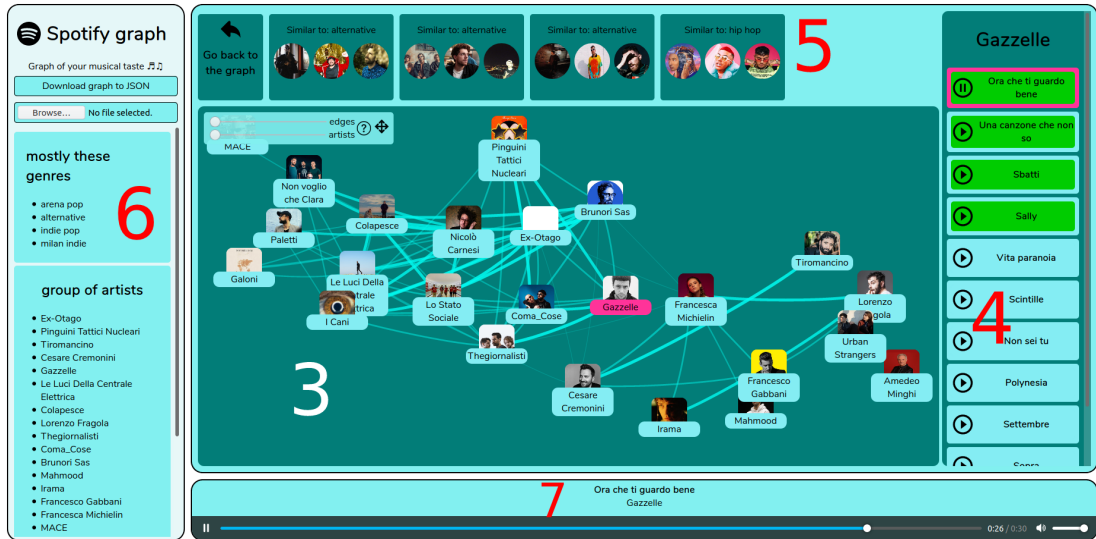 Spotify graph
Graph of your musical taste 🎜♫
Download graph to JSON
Browse...
No file selected.
mostly these
genres
arena pop
alternative
indie pop
milan indie
6
group of artists
Ex-Otago
Pinguini Tattici Nucleari
Tiromancino
Cesare Cremonini
Gazzelle
Le Luci Della Centrale
Elettrica
Colapesce
Lorenzo Fragola
Thegiornalisti
Coma_Cose
Brunori Sas
Mahmood
Irama
Francesco Gabbani
Francesca Michielin
MACE
Go back to
the graph
Similar to: alternative
Similar to: alternative
Similar to: alternative
Similar to: hip hop
5
edges
artists
?
MACE
Pinguini
Tattici
Nucleari
Non voglio
che Clara
Colapesce
Paletti
Nicolò
Carnesi
Ex-Otago
Brunori Sas
Galoni
Le Luci Della
ntrale
ttrica
I Cani
Lo Stato
Sociale
Coma_Cose
Gazzelle
Francesca
Michielin
Tiromancino
Lorenzo
gola
Urban
Strangers
Thegiornalisti
3
Cesare
Cremonini
Irama
Francesco
Gabbani
Mahmood
Amedeo
Minghi
Gazzelle
Ora che ti guardo
bene
Una canzone che non
so
Sbatti
Sally
Vita paranoia
Scintille
4
Non sei tu
Polynesia
Settembre
Sopra
7
Ora che ti guardo bene
Gazzelle
0:26 / 0:30